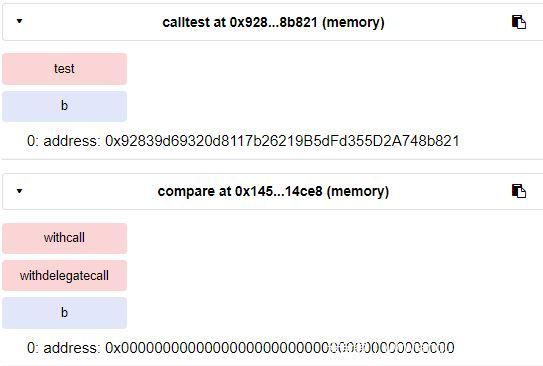 calltest at 0x928...8b821 (memory)
test
b
0: address: 0x92839d69320d8117b26219B5dFd355D2A748b821
compare at 0x145...14ce8 (memory)
withcall
withdelegatecall
b
0: address: 0x0000000000000000000000000000000000000000